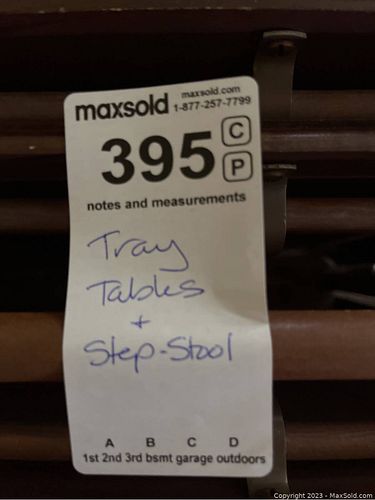 maxsold maxsold.com
1-877-257-7799
395 C
P
notes and measurements
Tray
Tables
+
Step-Stool
A B C D
1st 2nd 3rd bsmt garage outdoors
Copyright 2023 - MaxSold.com